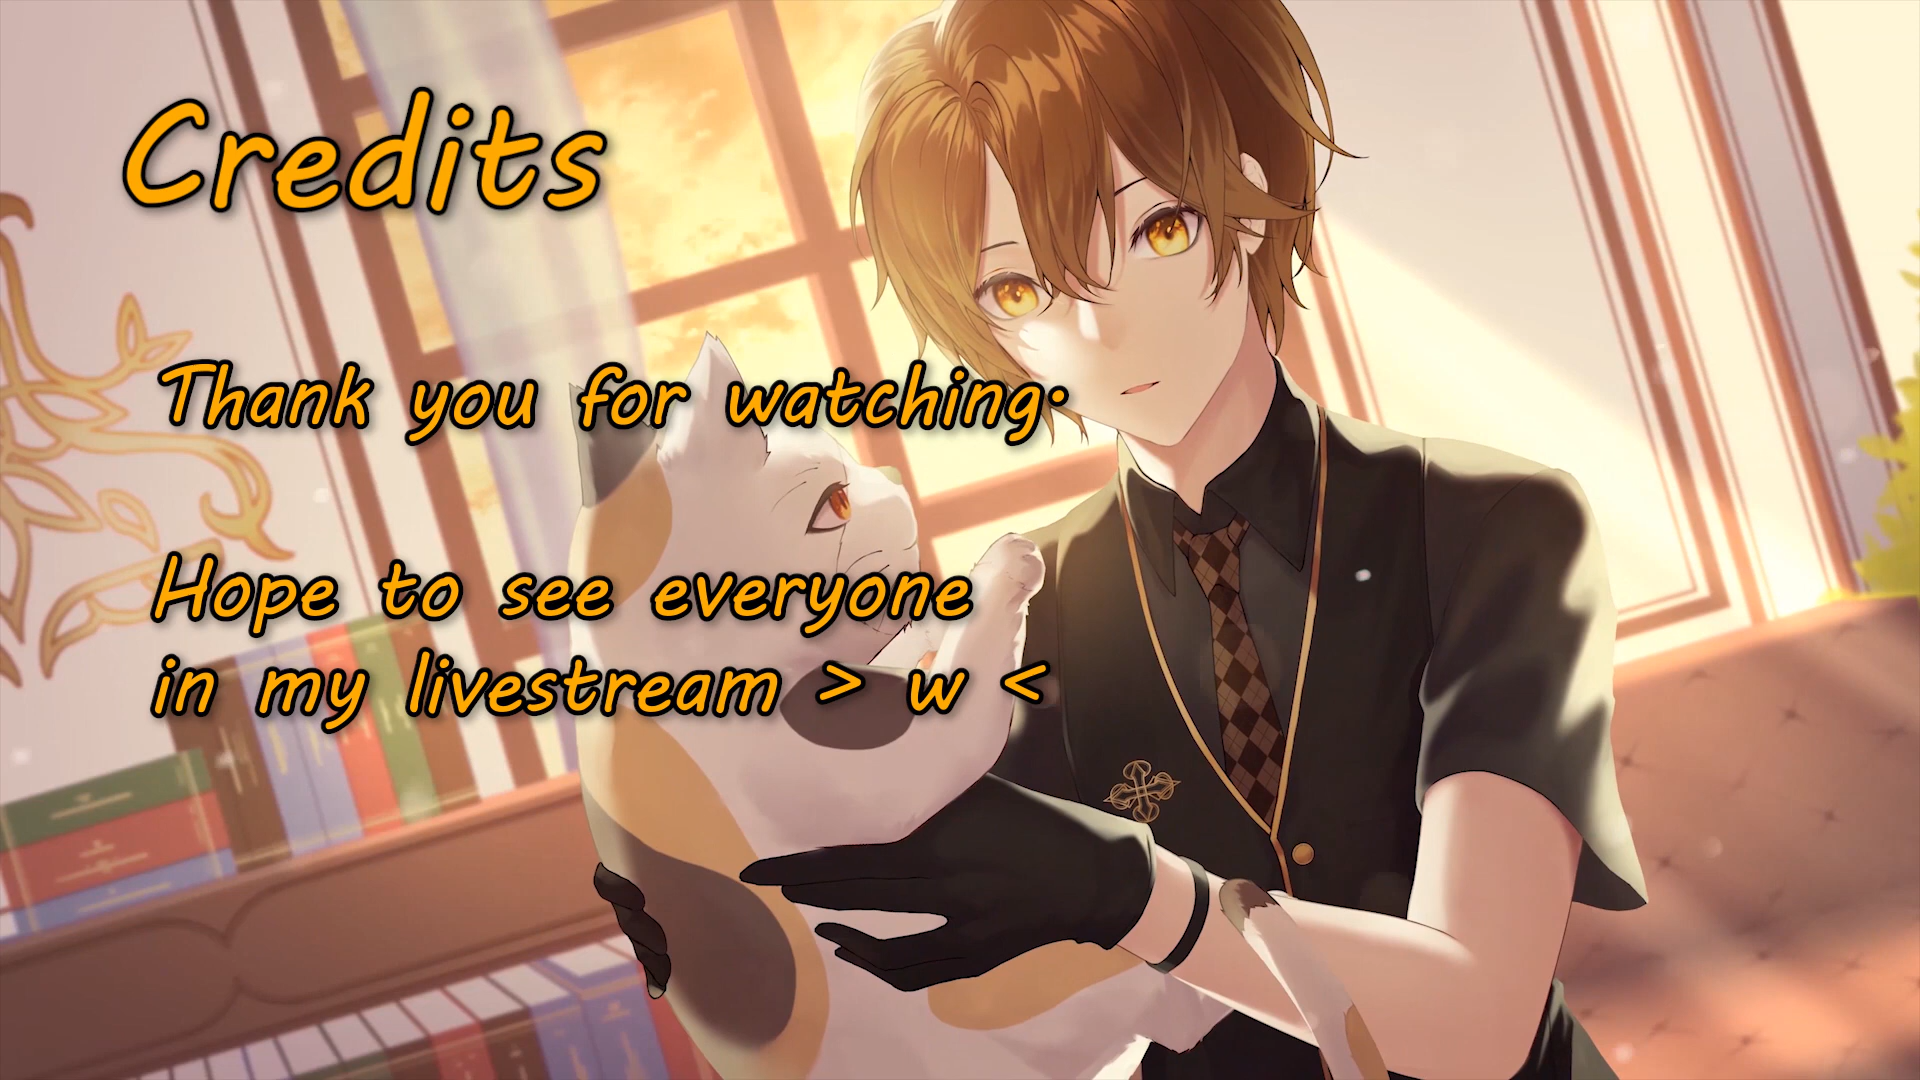 Credits
Thank you for watching.
Hope to see everyone
in my livestream > w <